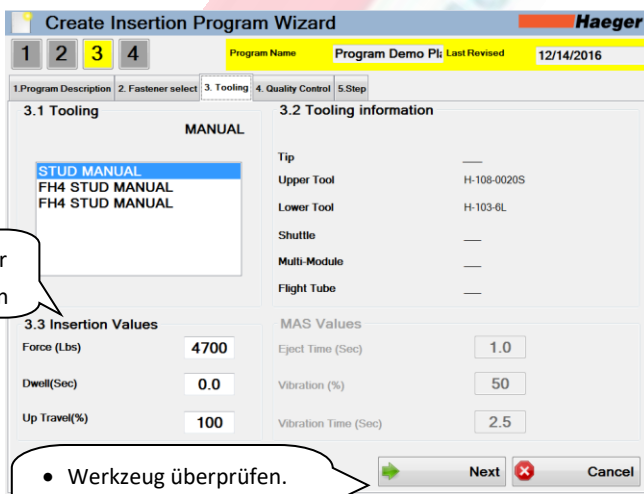 Create Insertion Program Wizard
Haeger
1 2 3 4
Program Name Program Demo Pl Last Revised 12/14/2016
1.Program Description 2. Fastener select 3. Tooling 4. Quality Control 5.Step
3.1 Tooling
MANUAL
STUD MANUAL
FH4 STUD MANUAL
FH4 STUD MANUAL
3.2 Tooling information
Tip ___
Upper Tool H-108-0020S
Lower Tool H-103-6L
Shuttle ___
Multi-Module ___
Flight Tube ___
3.3 Insertion Values
Force (Lbs) 4700
Dwell(Sec) 0.0
Up Travel(%) 100
MAS Values
Eject Time (Sec) 1.0
Vibration (%) 50
Vibration Time (Sec) 2.5
• Werkzeug überprüfen.
Next Cancel